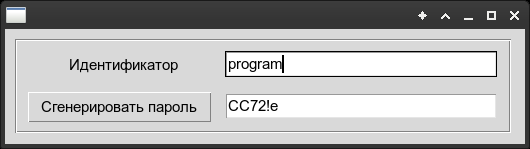 Идентификатор program
Сгенерировать пароль CC72!e